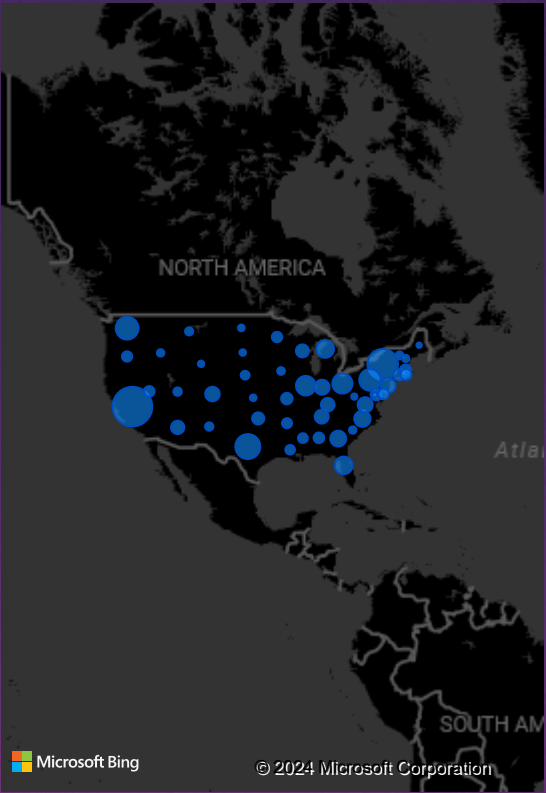 NORTH AMERICA
Atlan
SOUTH AM
Microsoft Bing
© 2024 Microsoft Corporation